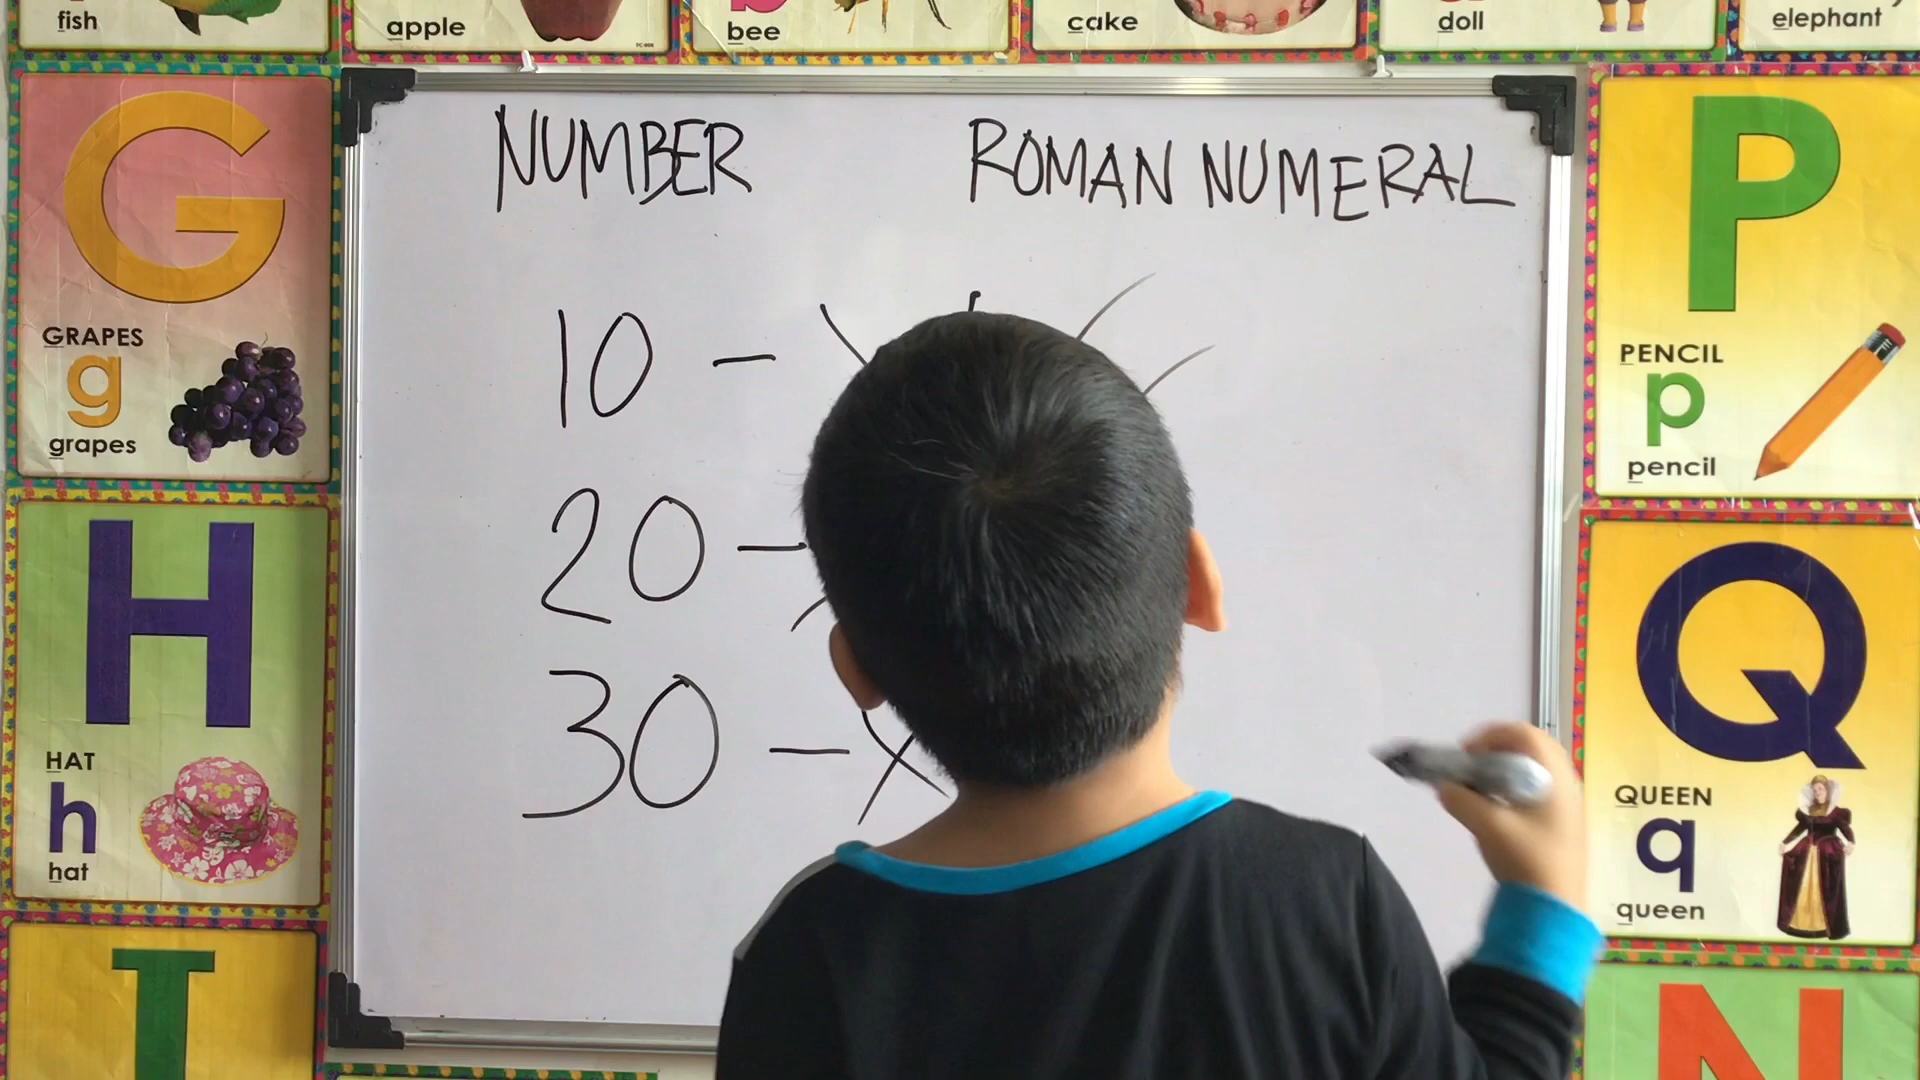 fish
apple
bee
cake
doll
elephant
NUMBER
ROMAN NUMERAL
G
GRAPES
g
grapes
H
HAT
h
hat
10 -
20 -
30 - X
P
PENCIL
p
pencil
Q
QUEEN
q
queen